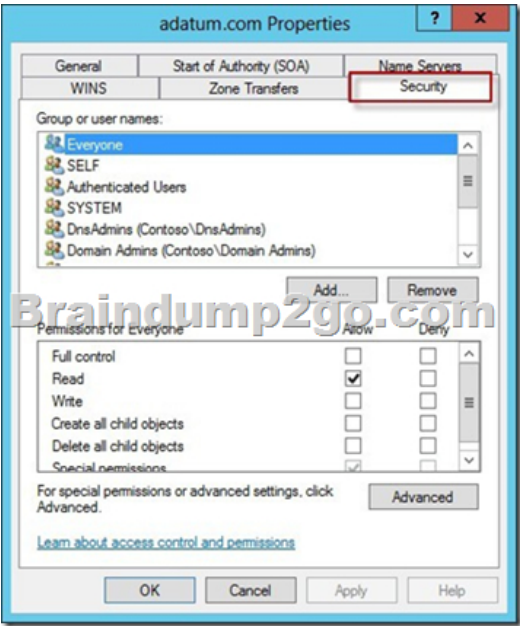 adatum.com Properties
? x
General Start of Authority (SOA) Name Servers
WINS Zone Transfers Security
Group or user names:
Everyone
SELF
Authenticated Users
SYSTEM
DnsAdmins (Contoso\DnsAdmins)
Domain Admins (Contoso\Domain Admins)
Add... Remove
Braindump2go.com
Permissions for Everyone Allow Deny
Full control
Read
Write
Create all child objects
Delete all child objects
Special permissions
For special permissions or advanced settings, click
Advanced.
Advanced
Learn about access control and permissions
OK Cancel Apply Help